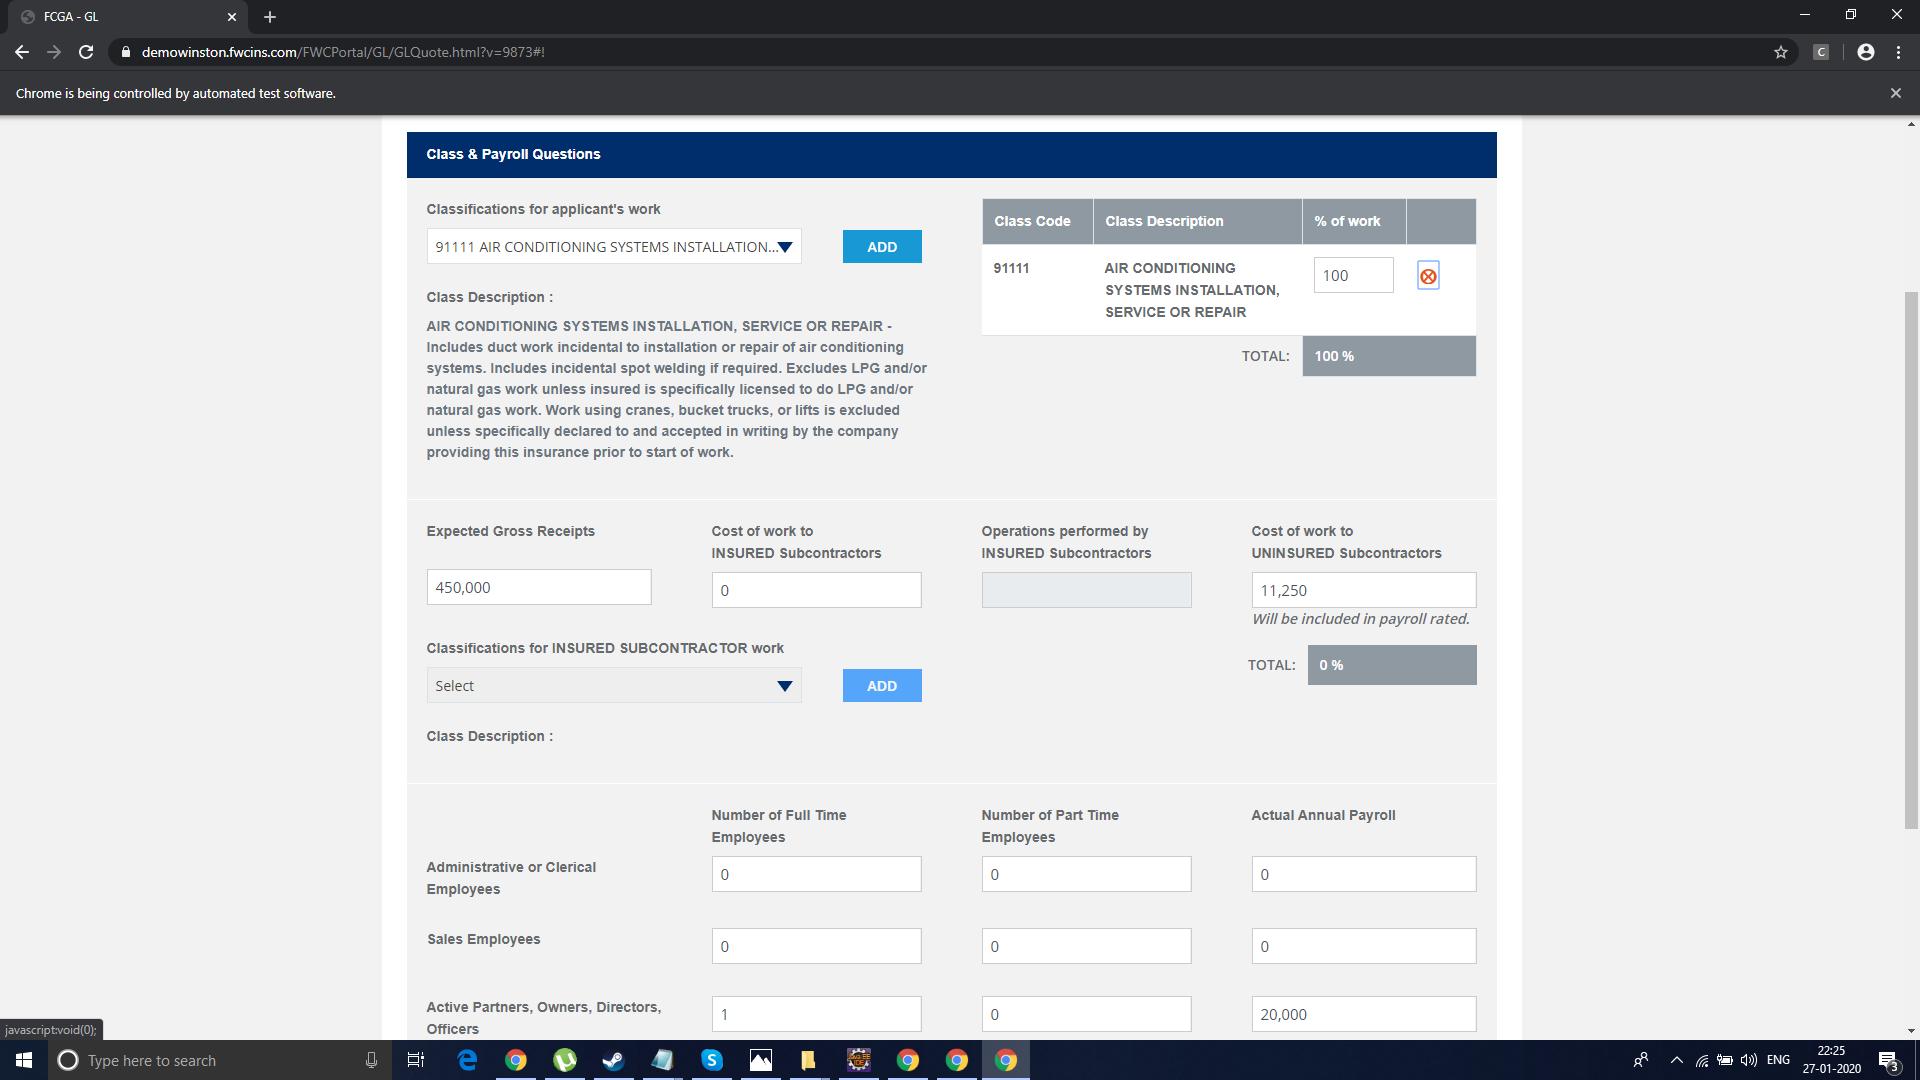 FCGA - GL
demowinston.fwcins.com/FWCPortal/GL/GLQuote.html?v=9873#!
C
Chrome is being controlled by automated test software.
Class & Payroll Questions
Classifications for applicant's work
91111 AIR CONDITIONING SYSTEMS INSTALLATION...
ADD
Class Description :
AIR CONDITIONING SYSTEMS INSTALLATION, SERVICE OR REPAIR -
Includes duct work incidental to installation or repair of air conditioning
systems. Includes incidental spot welding if required. Excludes LPG and/or
natural gas work unless insured is specifically licensed to do LPG and/or
natural gas work. Work using cranes, bucket trucks, or lifts is excluded
unless specifically declared to and accepted in writing by the company
providing this insurance prior to start of work.
Class Code Class Description % of work
91111 AIR CONDITIONING 100
SYSTEMS INSTALLATION,
SERVICE OR REPAIR
TOTAL: 100 %
Expected Gross Receipts
450,000
Cost of work to
INSURED Subcontractors
0
Operations performed by
INSURED Subcontractors
Cost of work to
UNINSURED Subcontractors
11,250
Will be included in payroll rated.
Classifications for INSURED SUBCONTRACTOR work
Select
ADD
TOTAL: 0 %
Class Description :
Number of Full Time
Employees
Number of Part Time
Employees
Actual Annual Payroll
Administrative or Clerical
Employees
0 0 0
Sales Employees
0 0 0
Active Partners, Owners, Directors,
Officers
1 0 20,000
javascript:void(0);
Type here to search
ENG
22:25
27-01-2020
3